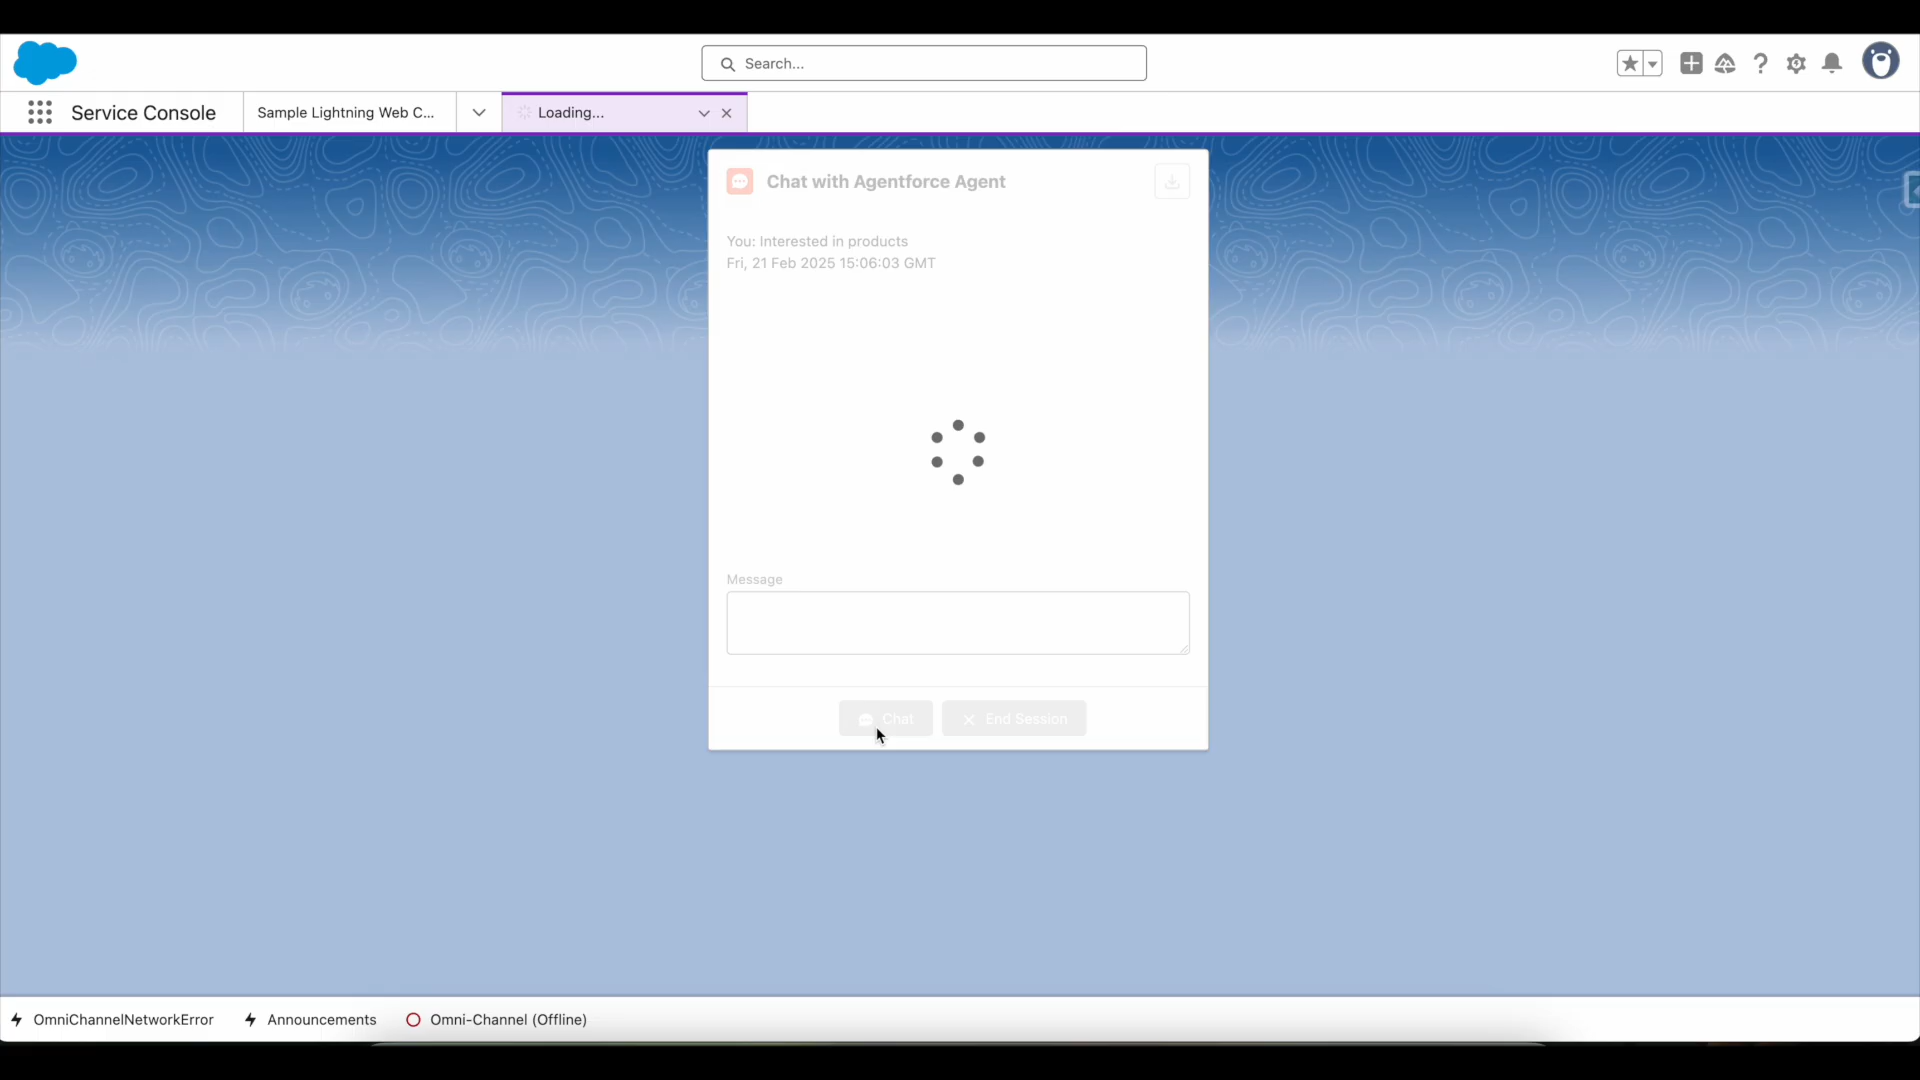 Search...
Service Console
Sample Lightning Web C...
Loading...
Chat with Agentforce Agent
You: Interested in products
Fri, 21 Feb 2025 15:06:03 GMT
Message
Chat
End Session
OmniChannelNetworkError
Announcements
Omni-Channel (Offline)